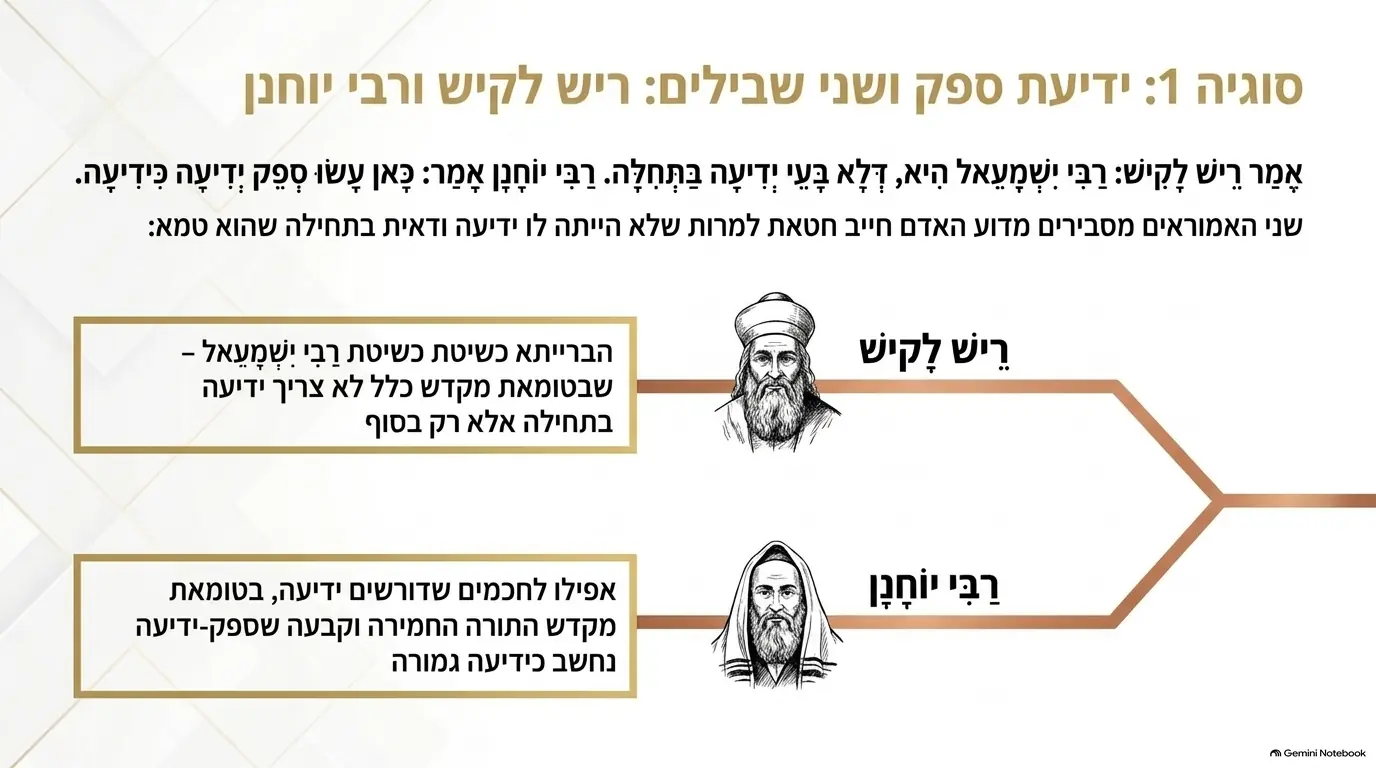 סוגיה 1: ידיעת ספק ושני שבילים: ריש לקיש ורבי יוחנן
אֲמַר רֵישׁ לָקִישׁ: רַבִּי יִשְׁמָעֵאל הִיא, דְּלָא בָּעֵי יְדִיעָה בַּתְּחִלָּה. רַבִּי יוֹחָנָן אָמַר: כָּאן עָשׂוּ סְפֵק יְדִיעָה כִּידִיעָה.
שני האמוראים מסבירים מדוע האדם חייב חטאת למרות שלא הייתה לו ידיעה ודאית בתחילה שהוא טמא:
רֵישׁ לָקִישׁ
הברייתא כשיטת כשיטת רַבִּי יִשְׁמָעֵאל –
שבטומאת מקדש כלל לא צריך ידיעה
בתחילה אלא רק בסוף
רַבִּי יוֹחָנָן
אפילו לחכמים שדורשים ידיעה, בטומאת
מקדש התורה החמירה וקבעה שספק-ידיעה
נחשב כידיעה גמורה
Gemini Notebook